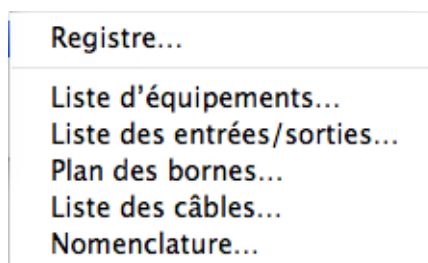 Registre...
Liste d'équipements...
Liste des entrées/sorties...
Plan des bornes...
Liste des câbles...
Nomenclature...